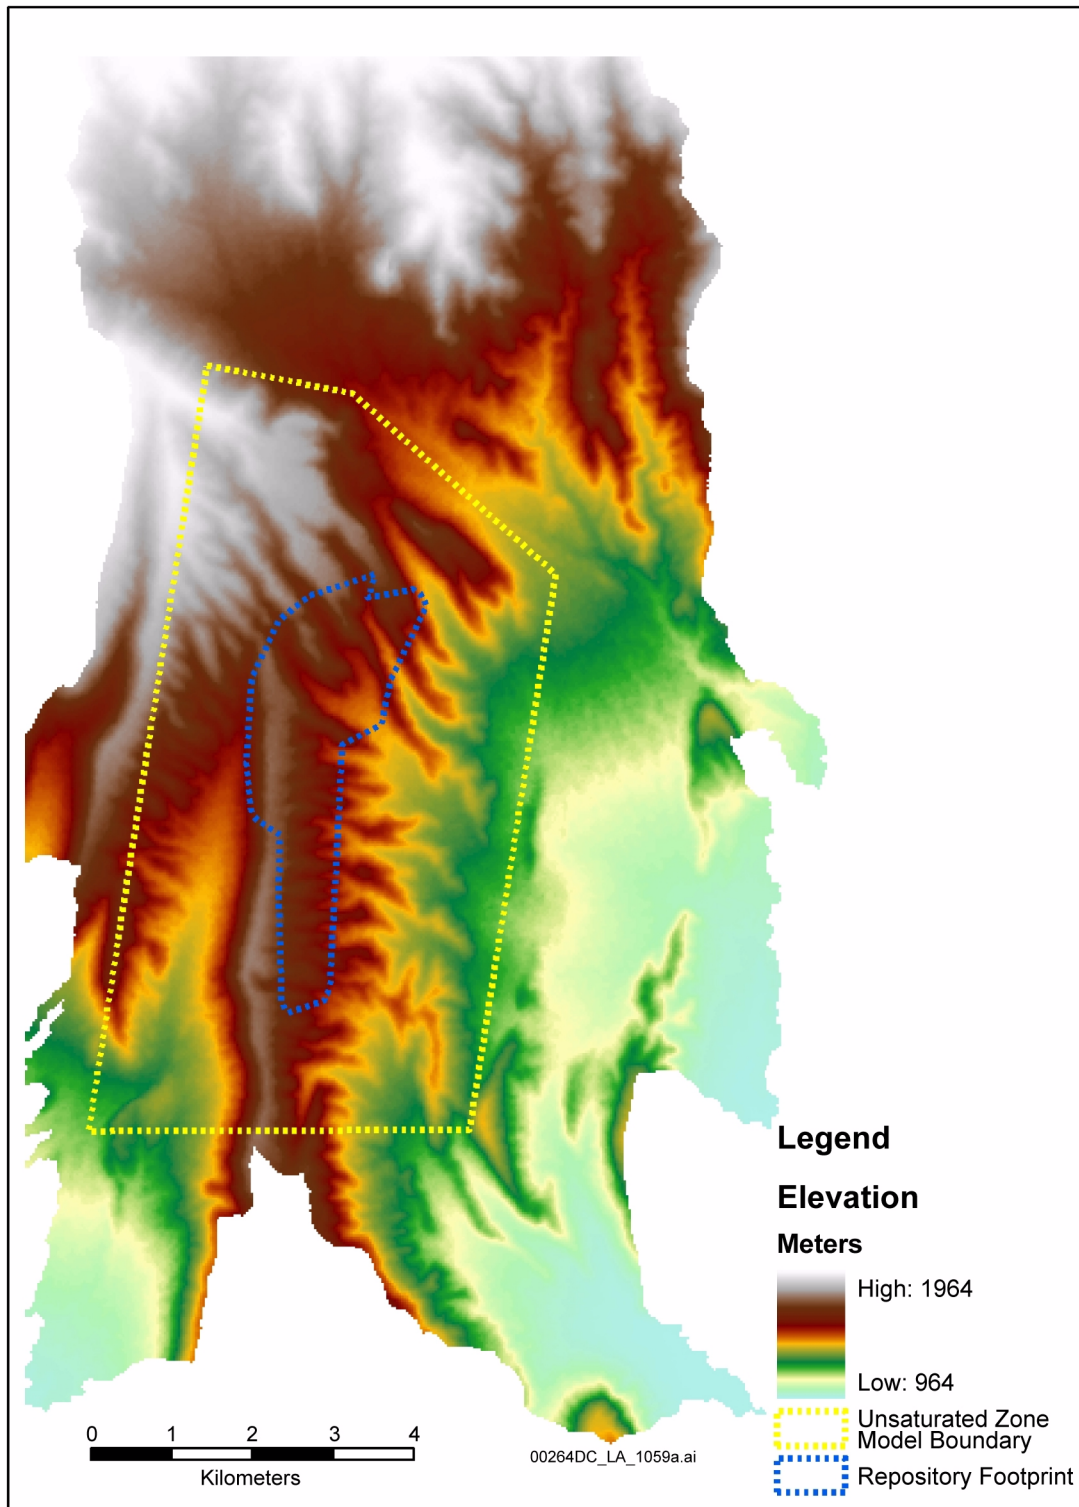 Legend
Elevation
Meters
High: 1964
Low: 964
Unsaturated Zone
Model Boundary
Repository Footprint
0 1 2 3 4
Kilometers
00264DC_LA_1059a.ai